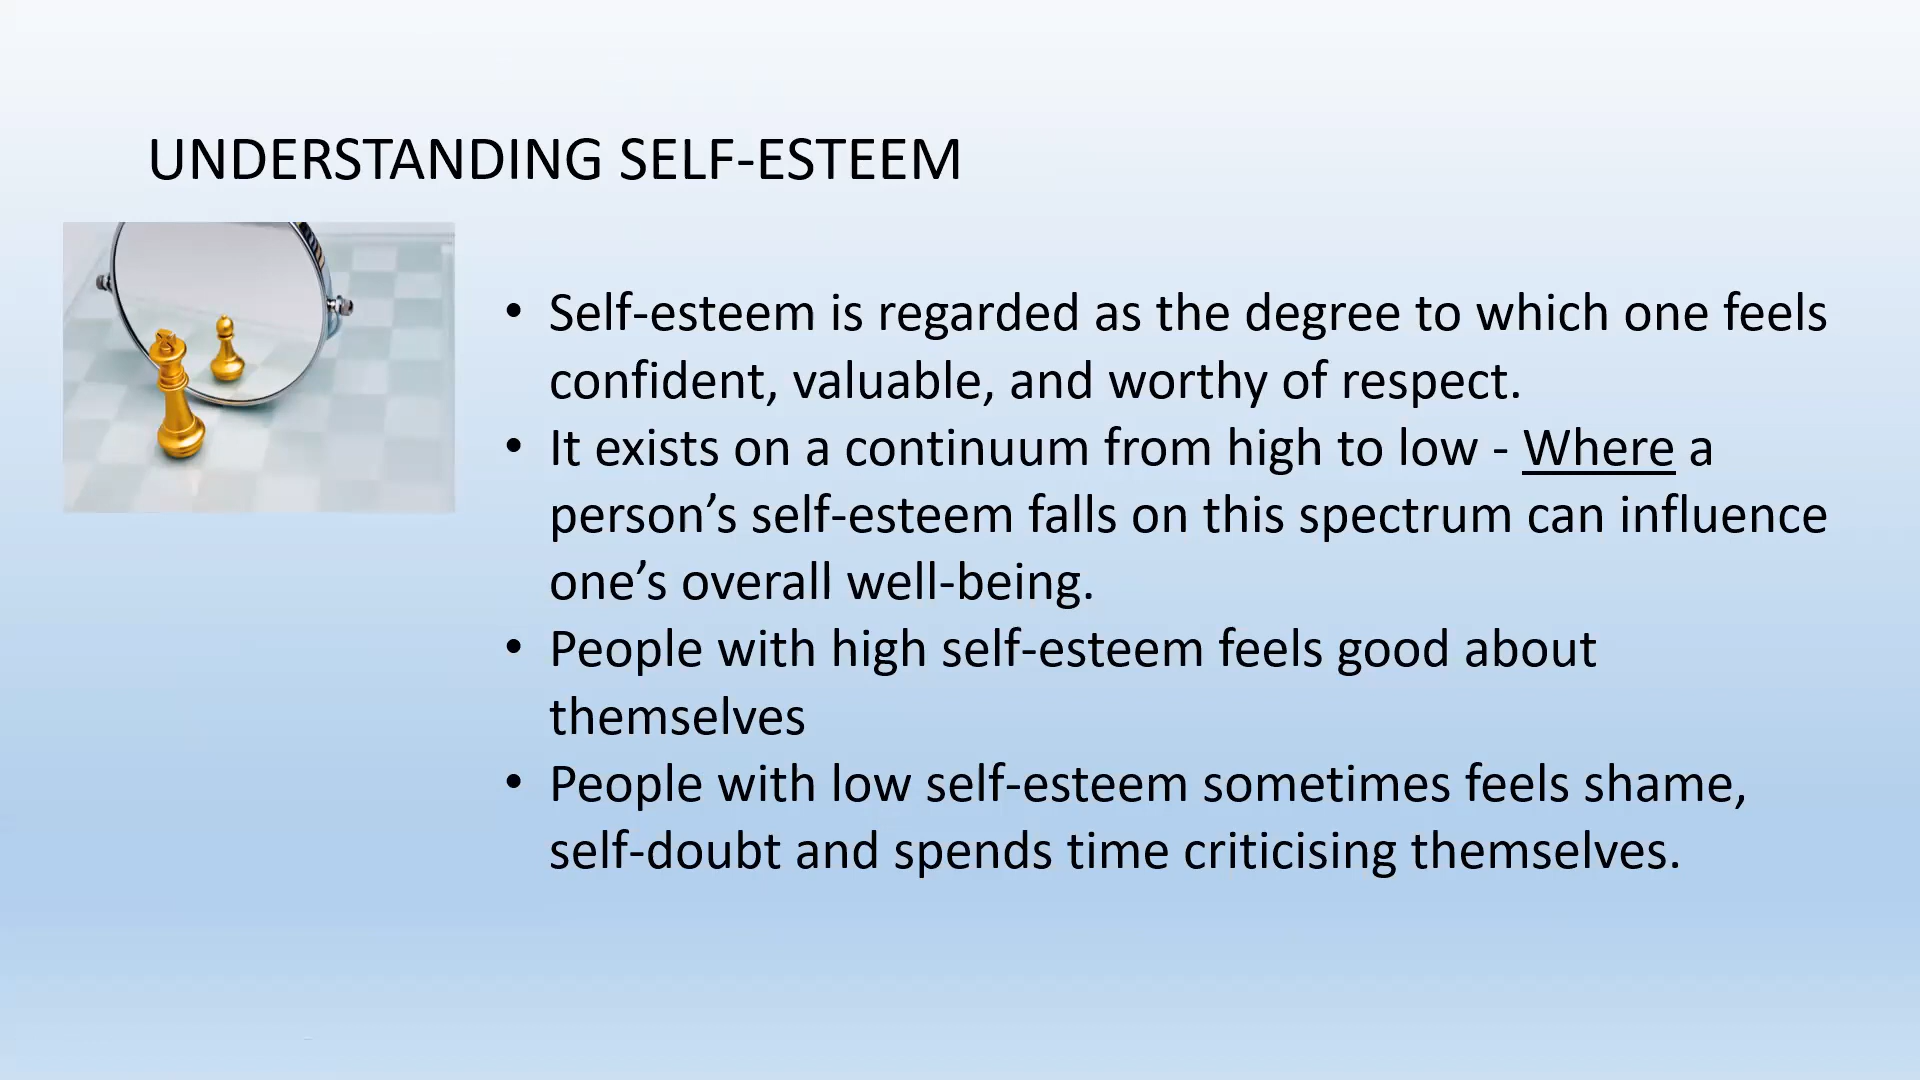 UNDERSTANDING SELF-ESTEEM
• Self-esteem is regarded as the degree to which one feels
confident, valuable, and worthy of respect.
• It exists on a continuum from high to low - Where a
person’s self-esteem falls on this spectrum can influence
one’s overall well-being.
• People with high self-esteem feels good about
themselves
• People with low self-esteem sometimes feels shame,
self-doubt and spends time criticising themselves.